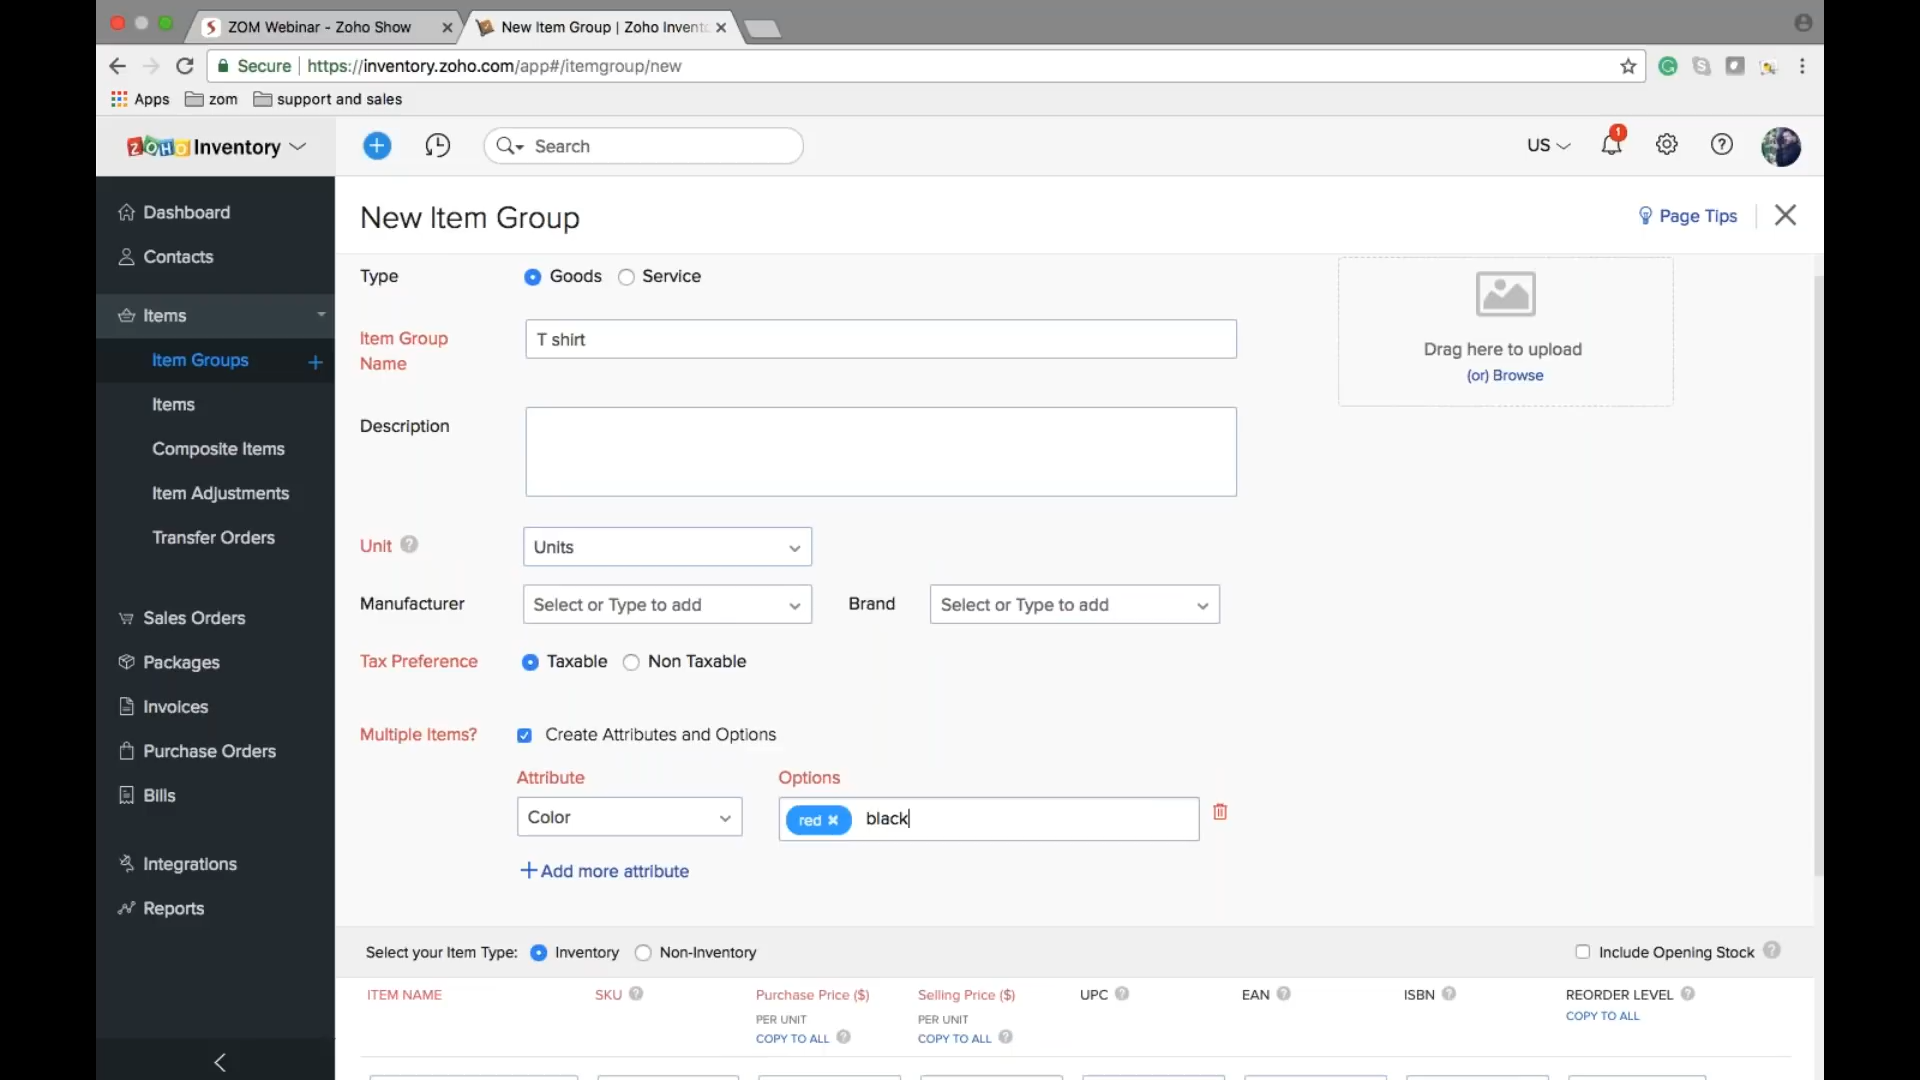 ZOM Webinar - Zoho Show
New Item Group | Zoho Invent
Secure
https://inventory.zoho.com/app#/itemgroup/new
Apps
zom
support and sales
ZOHO Inventory
Search
US
1
Dashboard
Contacts
Items
Item Groups
Items
Composite Items
Item Adjustments
Transfer Orders
Sales Orders
Packages
Invoices
Purchase Orders
Bills
Integrations
Reports
New Item Group
Page Tips
Type
Goods
Service
Item Group
Name
T shirt
Drag here to upload
(or) Browse
Description
Unit
Units
Manufacturer
Select or Type to add
Brand
Select or Type to add
Tax Preference
Taxable
Non Taxable
Multiple Items?
Create Attributes and Options
Attribute
Options
Color
red
black
Add more attribute
Select your Item Type:
Inventory
Non-Inventory
Include Opening Stock
ITEM NAME
SKU
Purchase Price ($)
PER UNIT
COPY TO ALL
Selling Price ($)
PER UNIT
COPY TO ALL
UPC
EAN
ISBN
REORDER LEVEL
COPY TO ALL